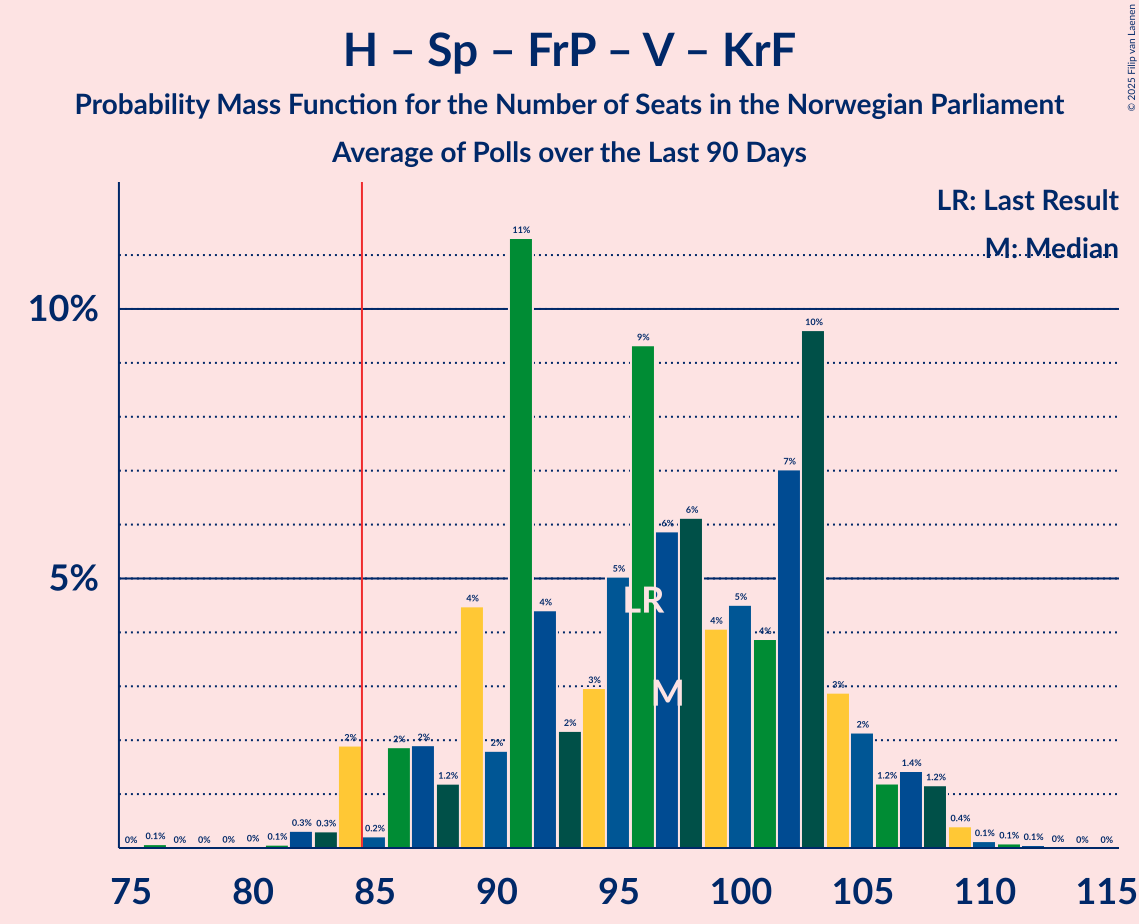 H – Sp – FrP – V – KrF
Probability Mass Function for the Number of Seats in the Norwegian Parliament
Average of Polls over the Last 90 Days
© 2025 Filip van Laenen
LR: Last Result
M: Median
10%
5%
0% 0.1% 0% 0% 0% 0% 0.1% 0.3% 0.3% 2% 0.2% 2% 2% 1.2% 4% 2% 11% 4% 2% 3% 5% 9% 6% 6% 4% 5% 4% 7% 10% 3% 2% 1.2% 1.4% 1.2% 0.4% 0.1% 0.1% 0.1% 0% 0% 0%
LR
M
75 80 85 90 95 100 105 110 115